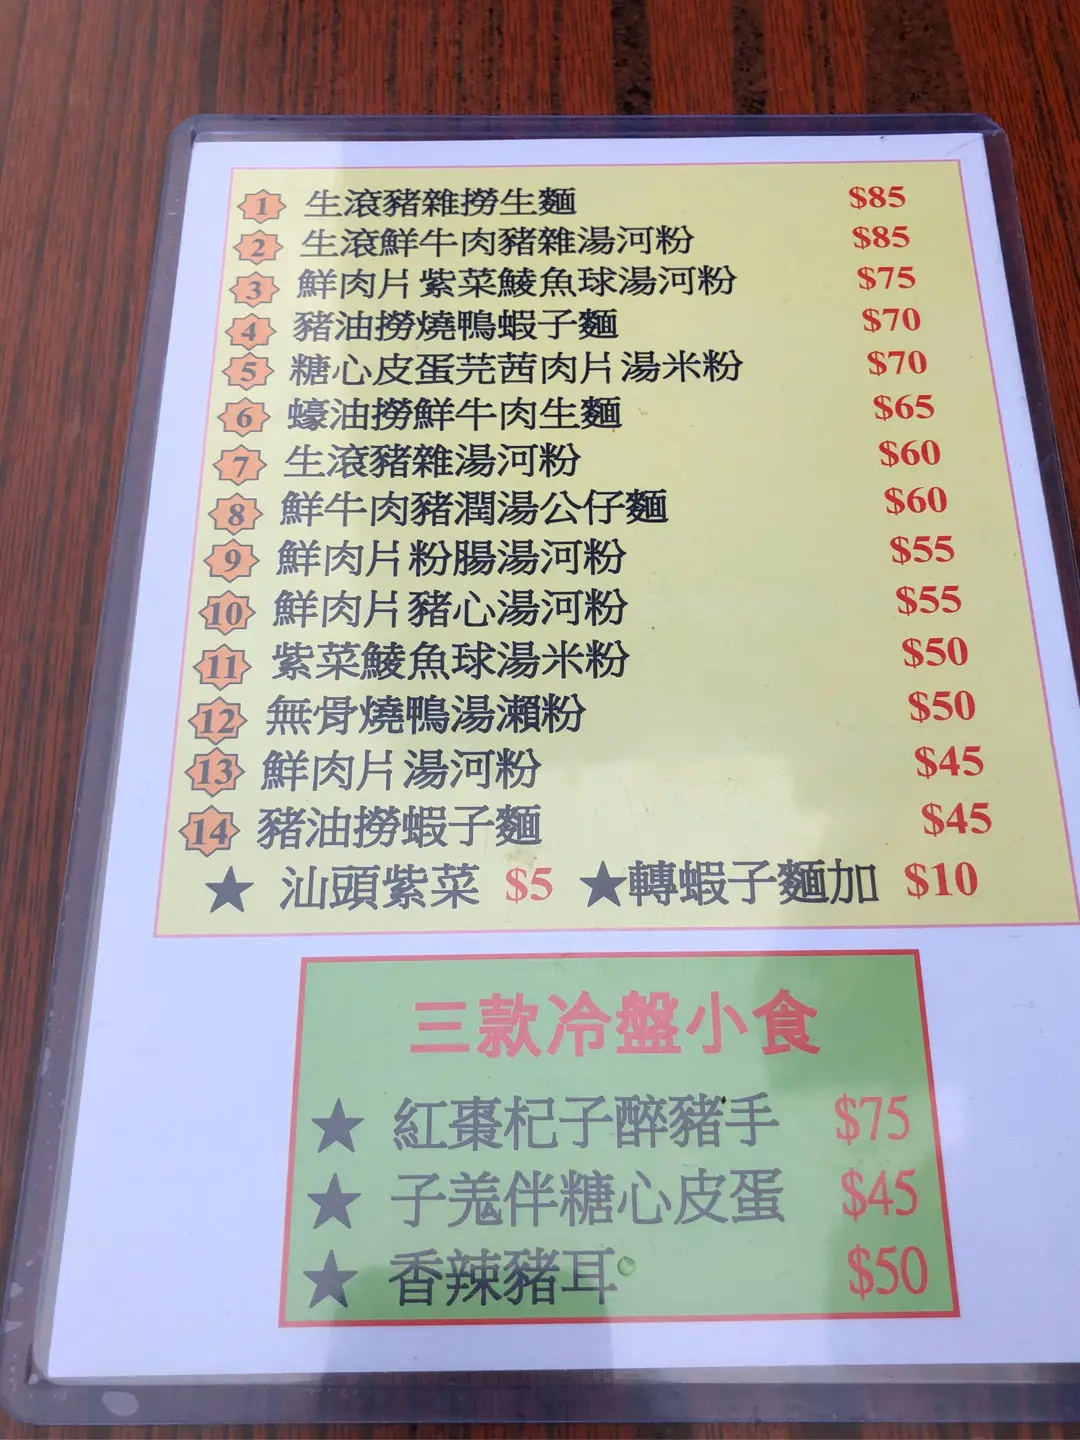 1 生滾豬雜撈生麵 $85
2 生滾鮮牛肉豬雜湯河粉 $85
3 鮮肉片紫菜鯪魚球湯河粉 $75
4 豬油撈燒鴨蝦子麵 $70
5 糖心皮蛋芫茜肉片湯米粉 $70
6 蠔油撈鮮牛肉生麵 $65
7 生滾豬雜湯河粉 $60
8 鮮牛肉豬潤湯公仔麵 $60
9 鮮肉片粉腸湯河粉 $55
10 鮮肉片豬心湯河粉 $55
11 紫菜鯪魚球湯米粉 $50
12 無骨燒鴨湯瀨粉 $50
13 鮮肉片湯河粉 $45
14 豬油撈蝦子麵 $45
★ 汕頭紫菜 $5 ★轉蝦子麵加 $10
三款冷盤小食
★ 紅棗杞子醉豬手 $75
★ 子羗伴糖心皮蛋 $45
★ 香辣豬耳 $50